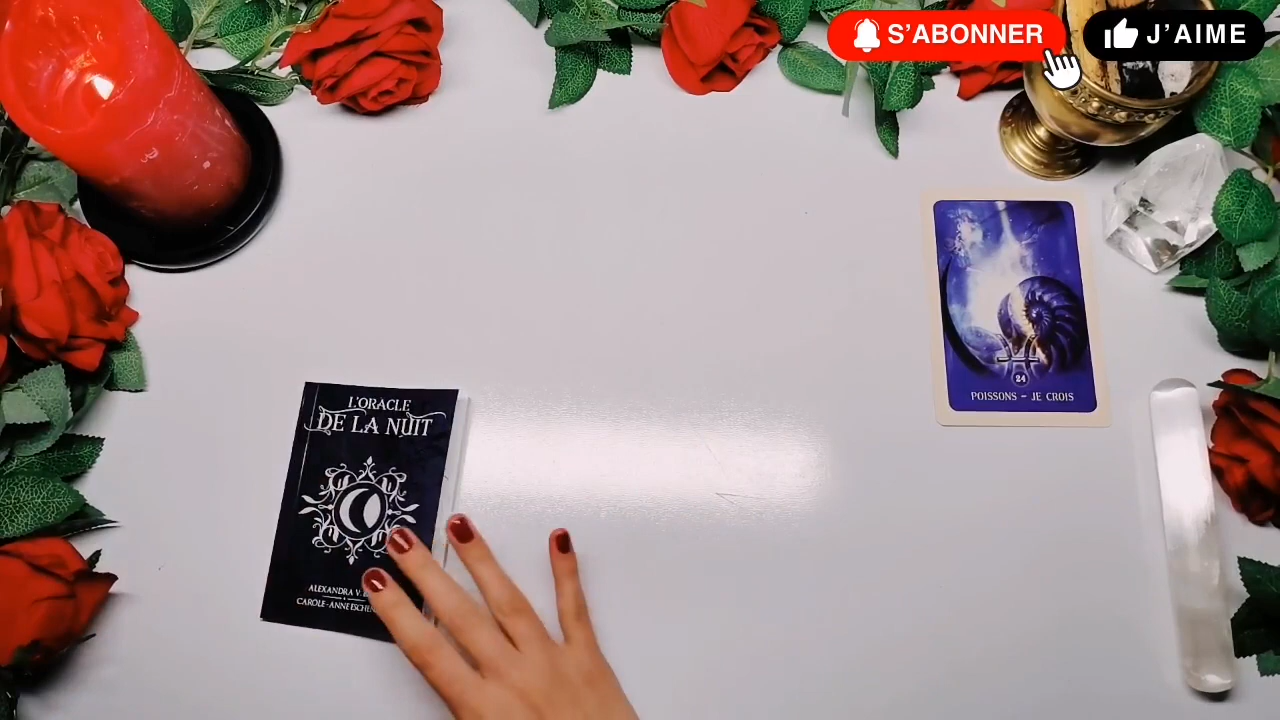 S'ABONNER
J'AIME
L'ORACLE
DE LA NUIT
ALEXANDRA V.
CAROLE-ANNE
24
POISSONS - JE CROIS